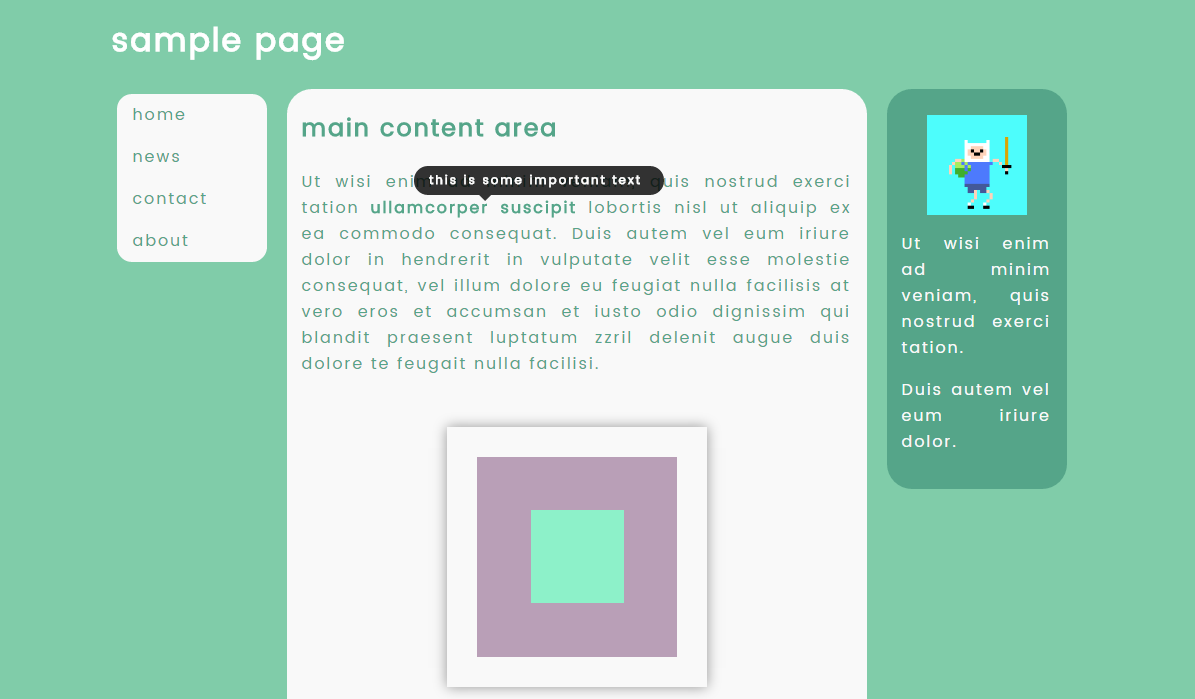 sample page
home
news
contact
about
main content area
this is some important text
Ut wisi enim quis nostrud exerci
tation ullamcorper suscipit lobortis nisl ut aliquip ex
ea commodo consequat. Duis autem vel eum iriure
dolor in hendrerit in vulputate velit esse molestie
consequat, vel illum dolore eu feugiat nulla facilisis at
vero eros et accumsan et iusto odio dignissim qui
blandit praesent luptatum zzril delenit augue duis
dolore te feugait nulla facilisi.
Ut wisi enim
ad minim
veniam, quis
nostrud exerci
tation.
Duis autem vel
eum iriure
dolor.